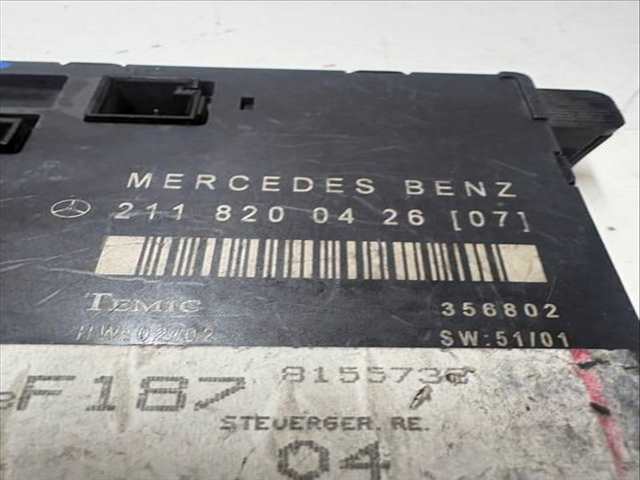 MERCEDES BENZ
211 820 04 26 [07]
TEMIC 356802
HW:02/02 SW:51/01
F187 8155738
STEUERGER. RE.
04